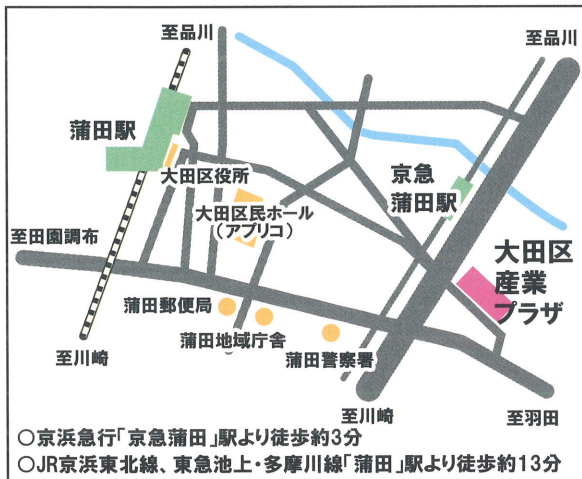 至品川
至品川
蒲田駅
大田区役所
京急
蒲田駅
大田区民ホール
（アプリコ）
至田園調布
大田区
産業
プラザ
蒲田郵便局
蒲田地域庁舎
蒲田警察署
至川崎
至川崎
至羽田
○京浜急行「京急蒲田」駅より徒歩約3分
○JR京浜東北線、東急池上・多摩川線「蒲田」駅より徒歩約13分